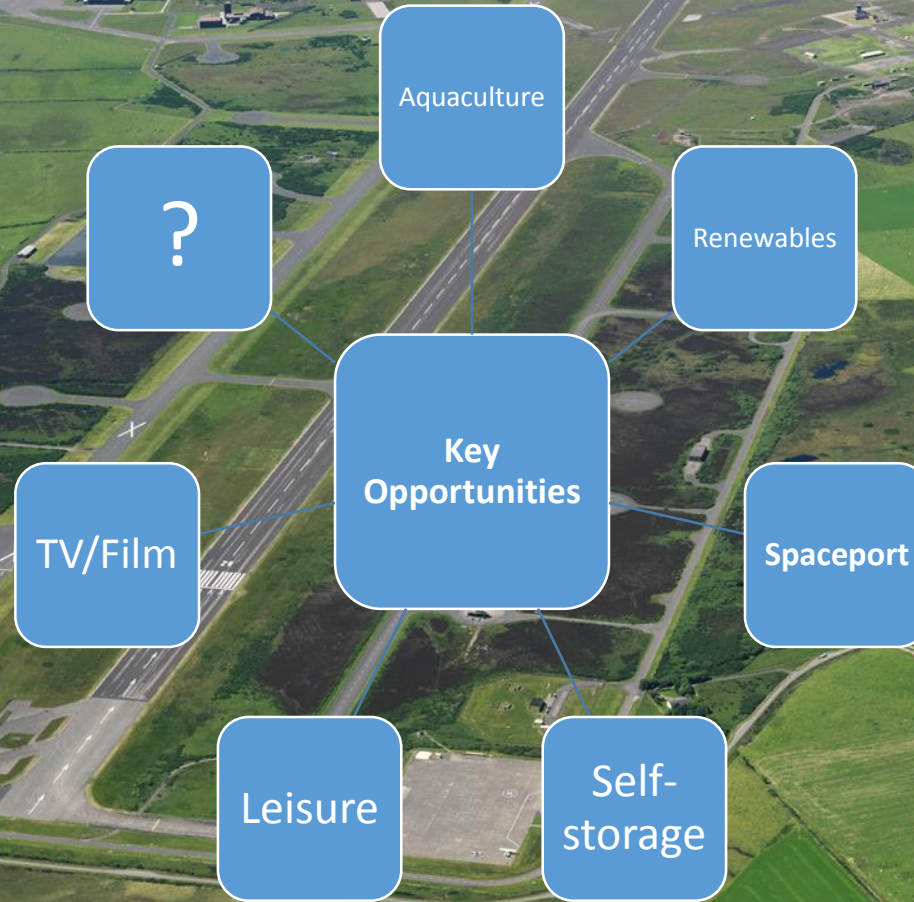 Aquaculture
Renewables
Spaceport
Self-
storage
Leisure
TV/Film
?
Key
Opportunities